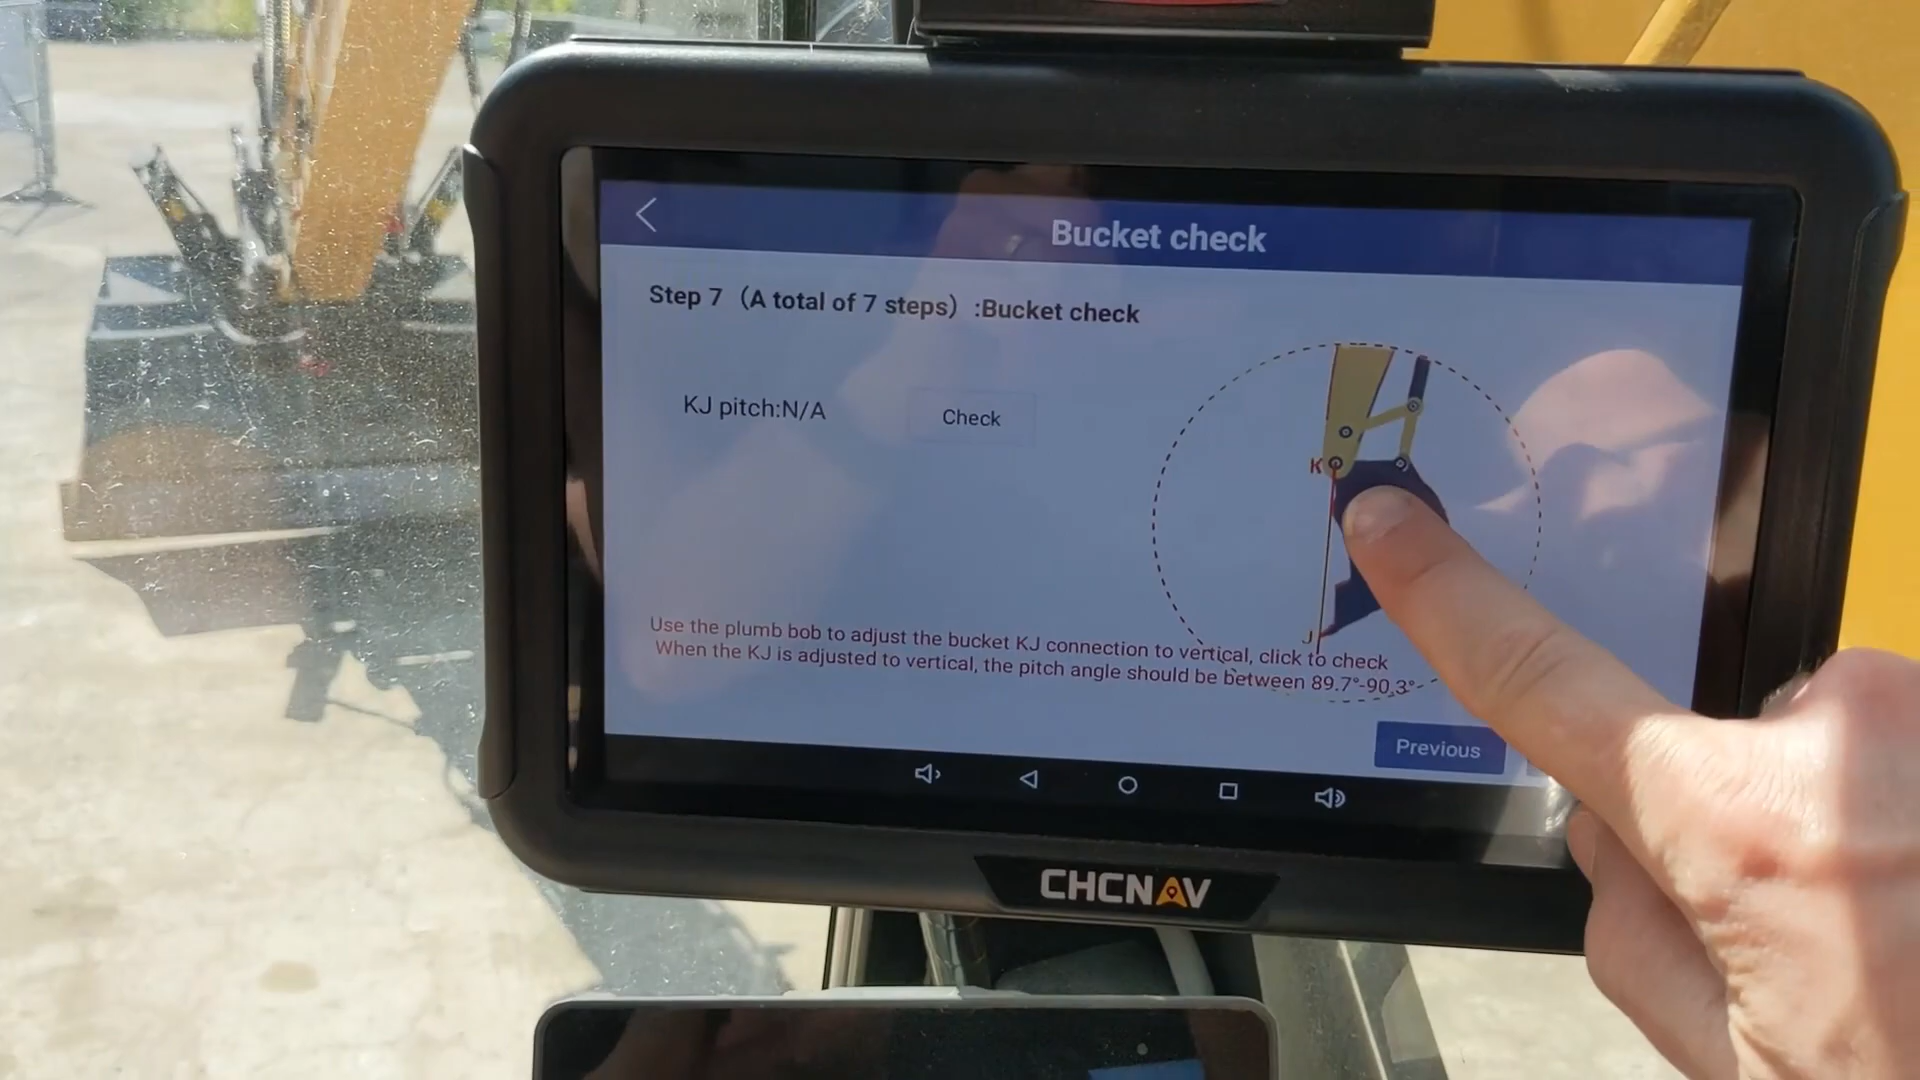 Bucket check
Step 7（A total of 7 steps）:Bucket check
KJ pitch:N/A
Check
K
J
Use the plumb bob to adjust the bucket KJ connection to vertical, click to check
When the KJ is adjusted to vertical, the pitch angle should be between 89.7°-90.3°
Previous
CHCNAV